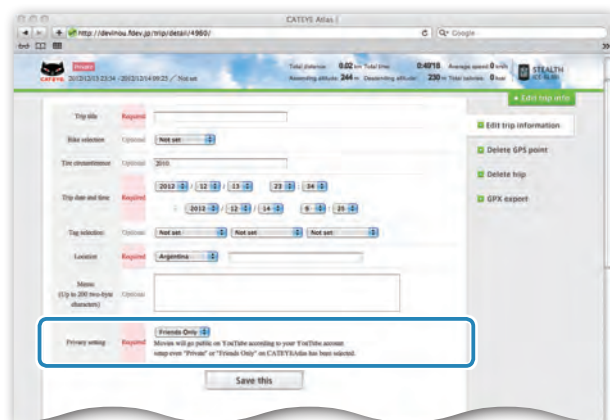 CATEYE Atlas |
http://devinou.fdev.jp/trip/detail/4960/
Google
Private
Total distance 0.02 km Total time 0:40'18 Average speed 0 km/h
CATEYE 2012/12/13 23:34 /2012/12/14 09:25 / Not set
Ascending altitude 244 m Descending altitude 230 m Total calories 0 kcal
STEALTH
Edit trip info
Trip title Required
Bike selection Optional Not set
Tire circumference Optional 2010
Trip date and time Required 2012 / 12 / 13 23 : 34
: 2012 / 12 / 14 9 : 25
Tag selection Optional Not set Not set Not set
Location Required Argentina
Memo
(Up to 200 two-byte
characters)
Optional
Privacy setting Required Friends Only
Movies will go public on YouTube according to your YouTube account
setup even "Private" or "Friends Only" on CATEYEAtlas has been selected.
Save this
Edit trip information
Delete GPS point
Delete trip
GPX export